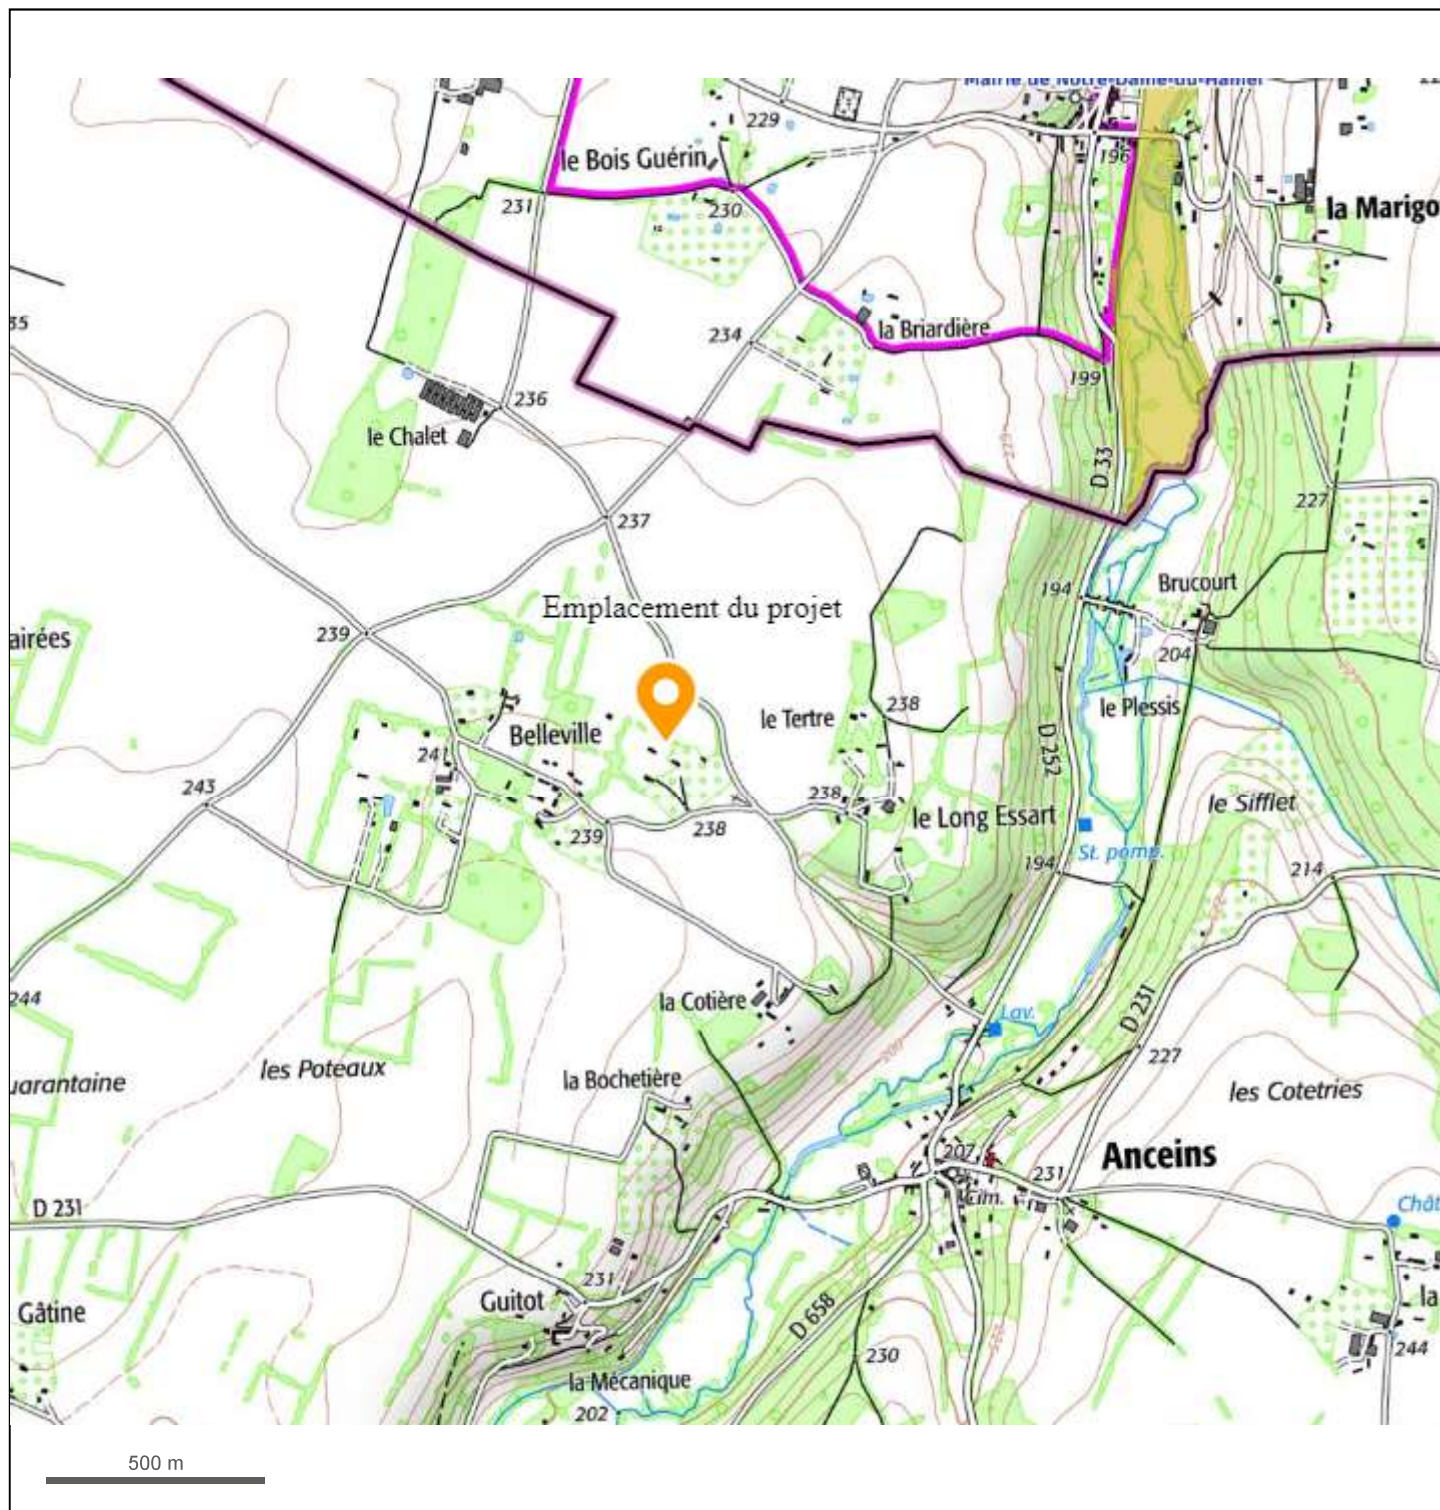 Mairie de Notre-Dame-du-Hamel
229
le Bois Guérin
196
231
230
la Marigo
35
234
la Briardière
199
236
le Chalet
225
D 33
237
227
194
Brucourt
Emplacement du projet
239
airées
204
238
le Tertre
le Plessis
Belleville
241
D 252
243
238
le Sifflet
le Long Essart
239
238
St. pomp.
194
214
244
la Cotière
Lav.
D 231
200
227
les Poteaux
la Bochetière
uarantaine
les Cotetries
207
Anceins
231
Cim.
D 231
Chât
231
Guitot
la
Gâtine
D 658
244
230
la Mécanique
202
500 m